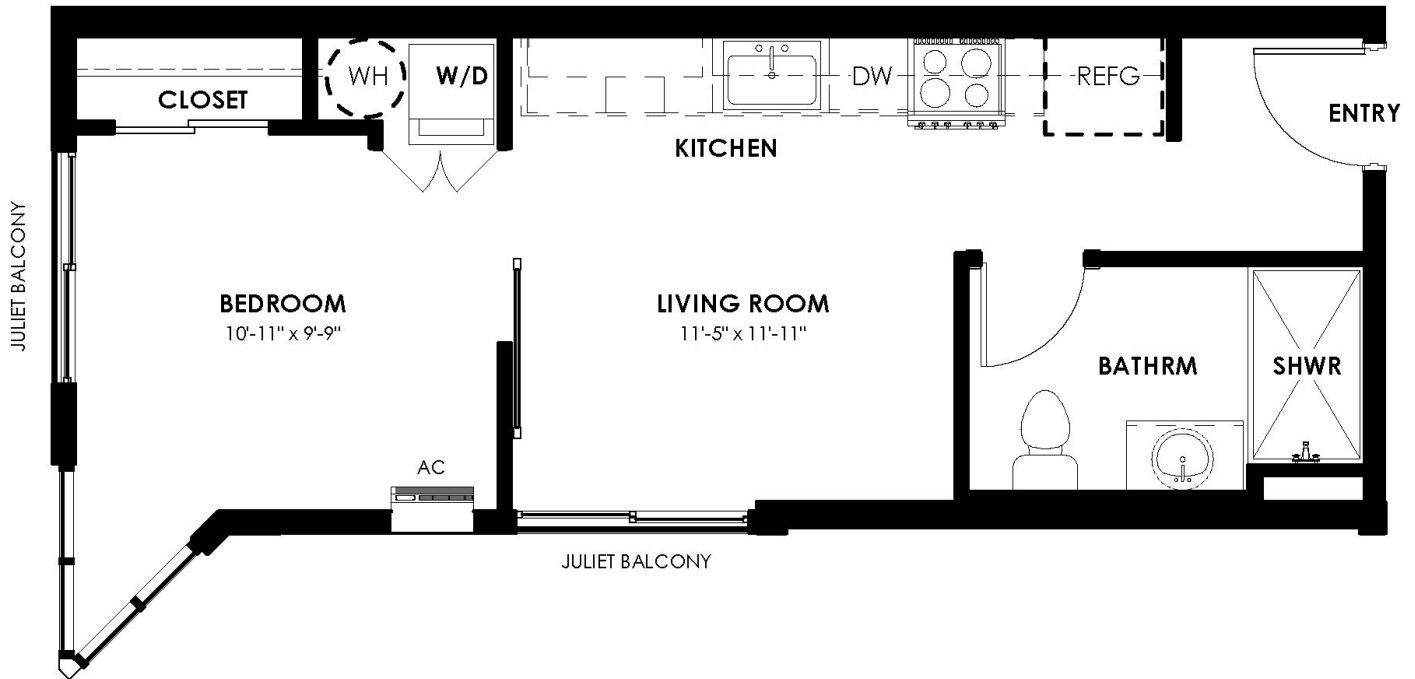 WH
W/D
DW
REFG
CLOSET
ENTRY
KITCHEN
JULIET BALCONY
BEDROOM
10'-11" x 9'-9"
LIVING ROOM
11'-5" x 11'-11"
BATHRM
SHWR
AC
JULIET BALCONY